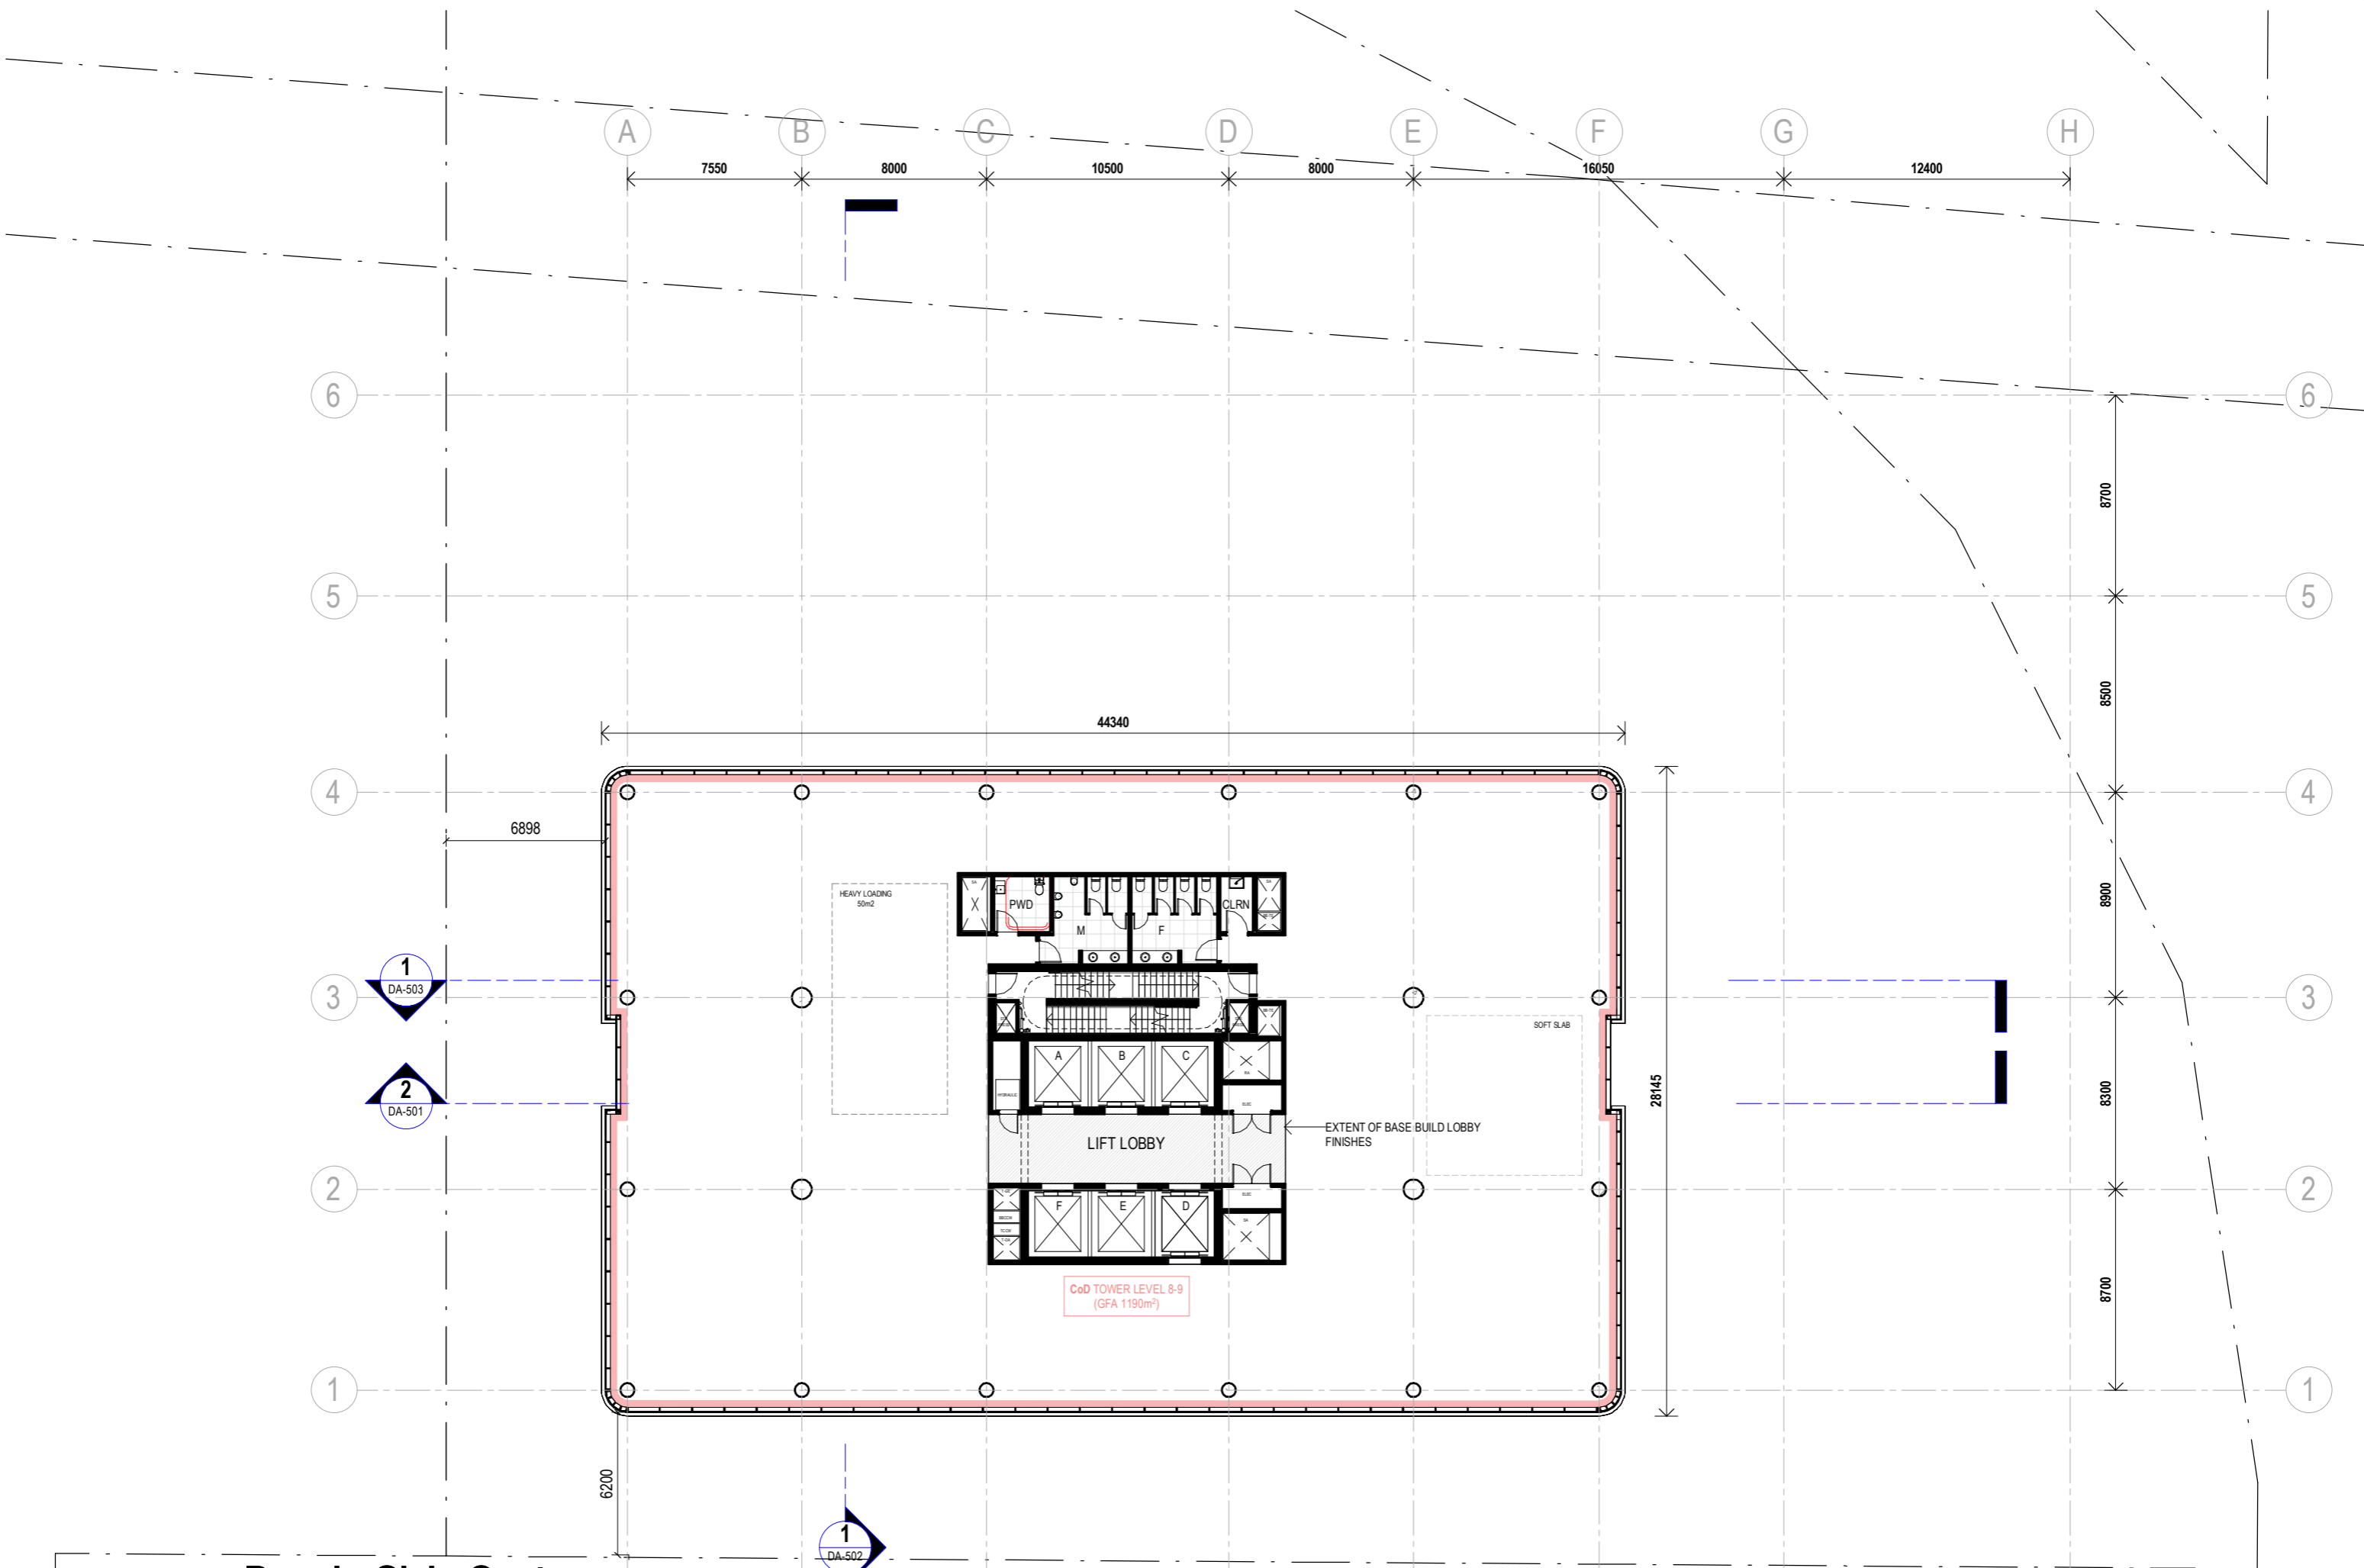 A B C D E F G H
7550 8000 10500 8000 16050 12400
6 6
8700
5 5
8500
44340
4 4
6898
8900
HEAVY LOADING
50m2
PWD
CLRN
M F
1
DA-503
3 3
SOFT SLAB
A B C
2
DA-501
28145
8300
HYDRAULIC
ELEC
EXTENT OF BASE BUILD LOBBY
FINISHES
LIFT LOBBY
2 2
ELEC
F E D
CoD TOWER LEVEL 8-9
(GFA 1190m²)
8700
1 1
6200
1
DA-502